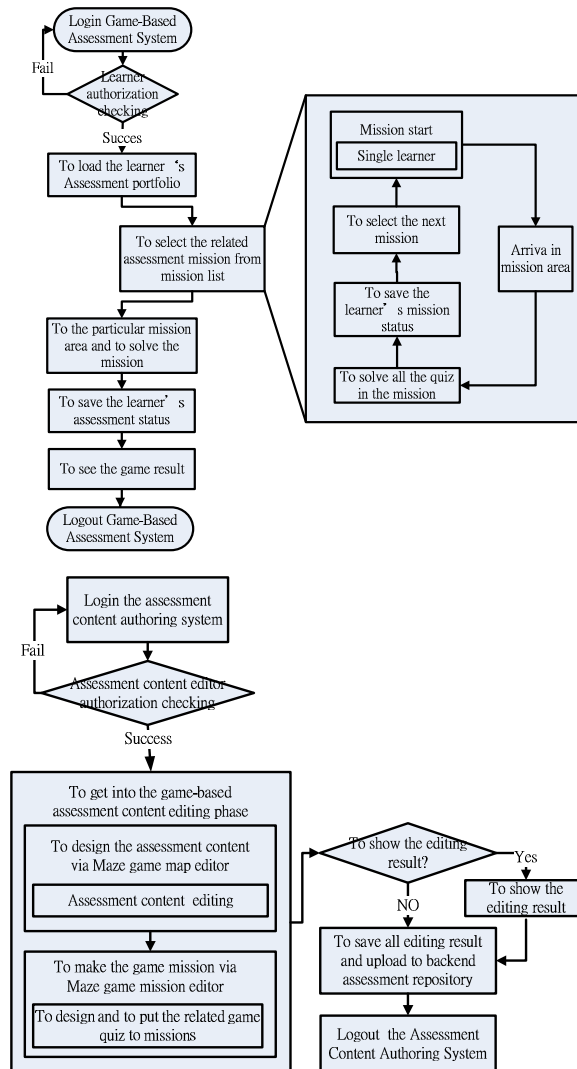 Login Game-Based
Assessment System
Fail
Learner
authorization
checking
Succes
To load the learner‘s
Assessment portfolio
To select the related
assessment mission from
mission list
To the particular mission
area and to solve the
mission
To save the learner’s
assessment status
To see the game result
Logout Game-Based
Assessment System
Mission start
Single learner
To select the next
mission
Arriva in
mission area
To save the
learner’s mission
status
To solve all the quiz
in the mission
Login the assessment
content authoring system
Fail
Assessment content editor
authorization checking
Success
To get into the game-based
assessment content editing phase
To design the assessment content
via Maze game map editor
Assessment content editing
To make the game mission via
Maze game mission editor
To design and to put the related game
quiz to missions
To show the editing
result?
Yes
To show the
editing result
NO
To save all editing result
and upload to backend
assessment repository
Logout the Assessment
Content Authoring System